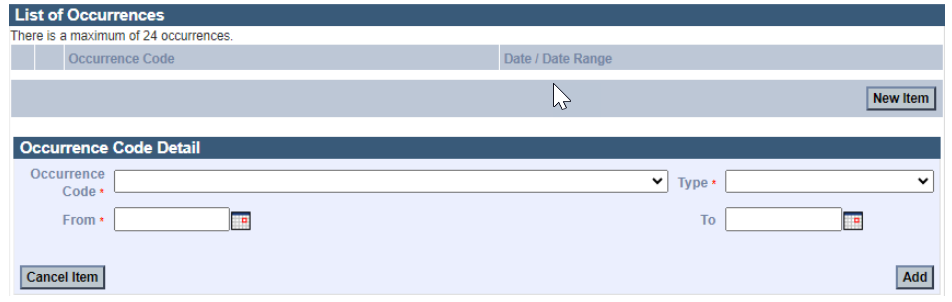 List of Occurrences
There is a maximum of 24 occurrences.
Occurrence Code Date / Date Range
New Item
Occurrence Code Detail
Occurrence Code * Type *
From * To
Cancel Item Add